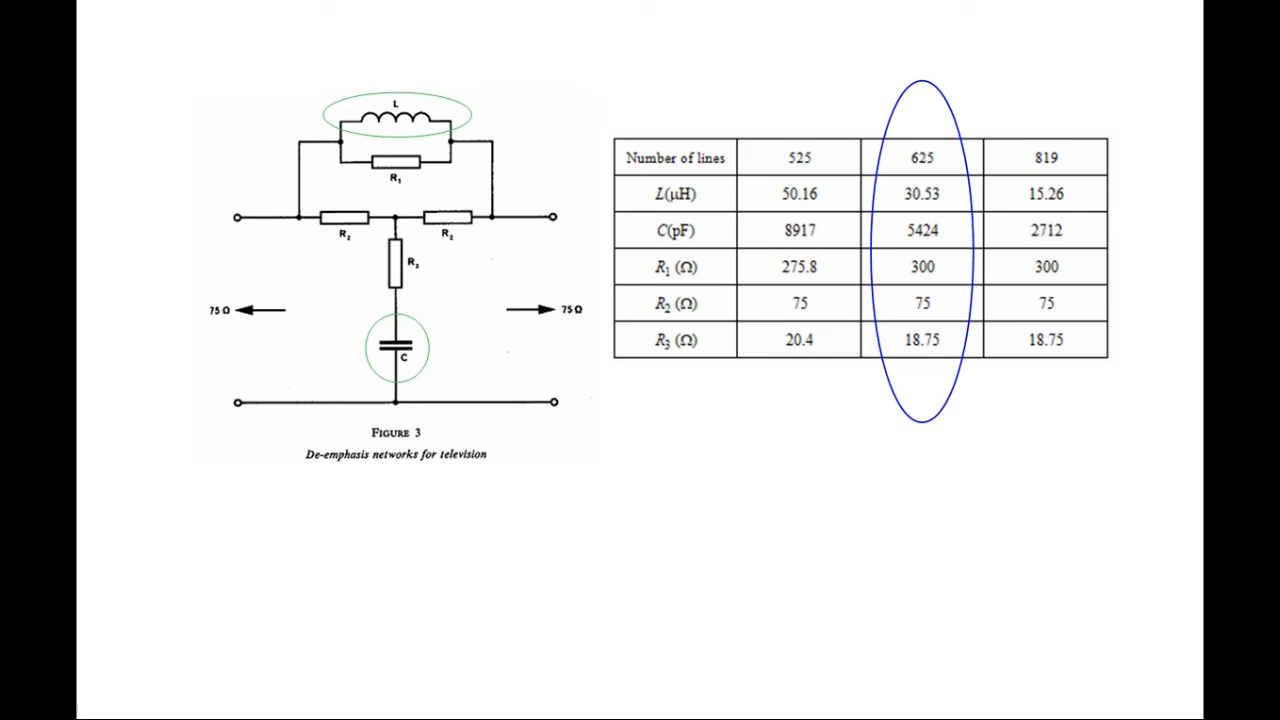 L
R1
R2
R2
R3
75 Ω
75 Ω
C
FIGURE 3
De-emphasis networks for television
Number of lines 525 625 819
L(μH) 50.16 30.53 15.26
C(pF) 8917 5424 2712
R1 (Ω) 275.8 300 300
R2 (Ω) 75 75 75
R3 (Ω) 20.4 18.75 18.75